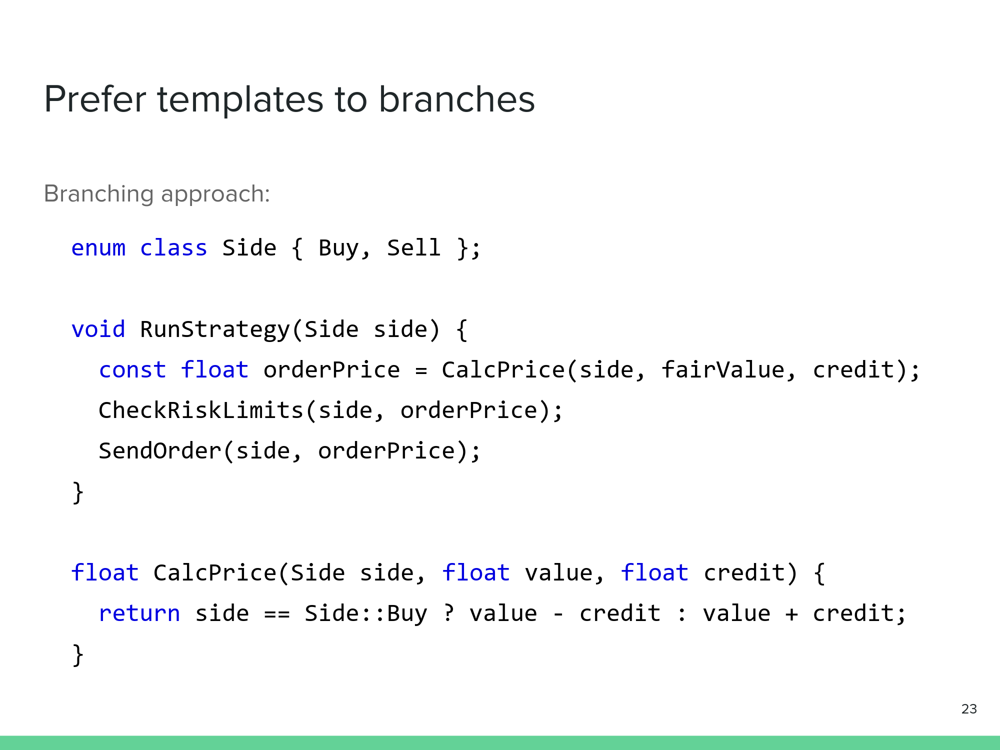 Prefer templates to branches
Branching approach:
enum class Side { Buy, Sell };
void RunStrategy(Side side) {
  const float orderPrice = CalcPrice(side, fairValue, credit);
  CheckRiskLimits(side, orderPrice);
  SendOrder(side, orderPrice);
}
float CalcPrice(Side side, float value, float credit) {
  return side == Side::Buy ? value - credit : value + credit;
}
23